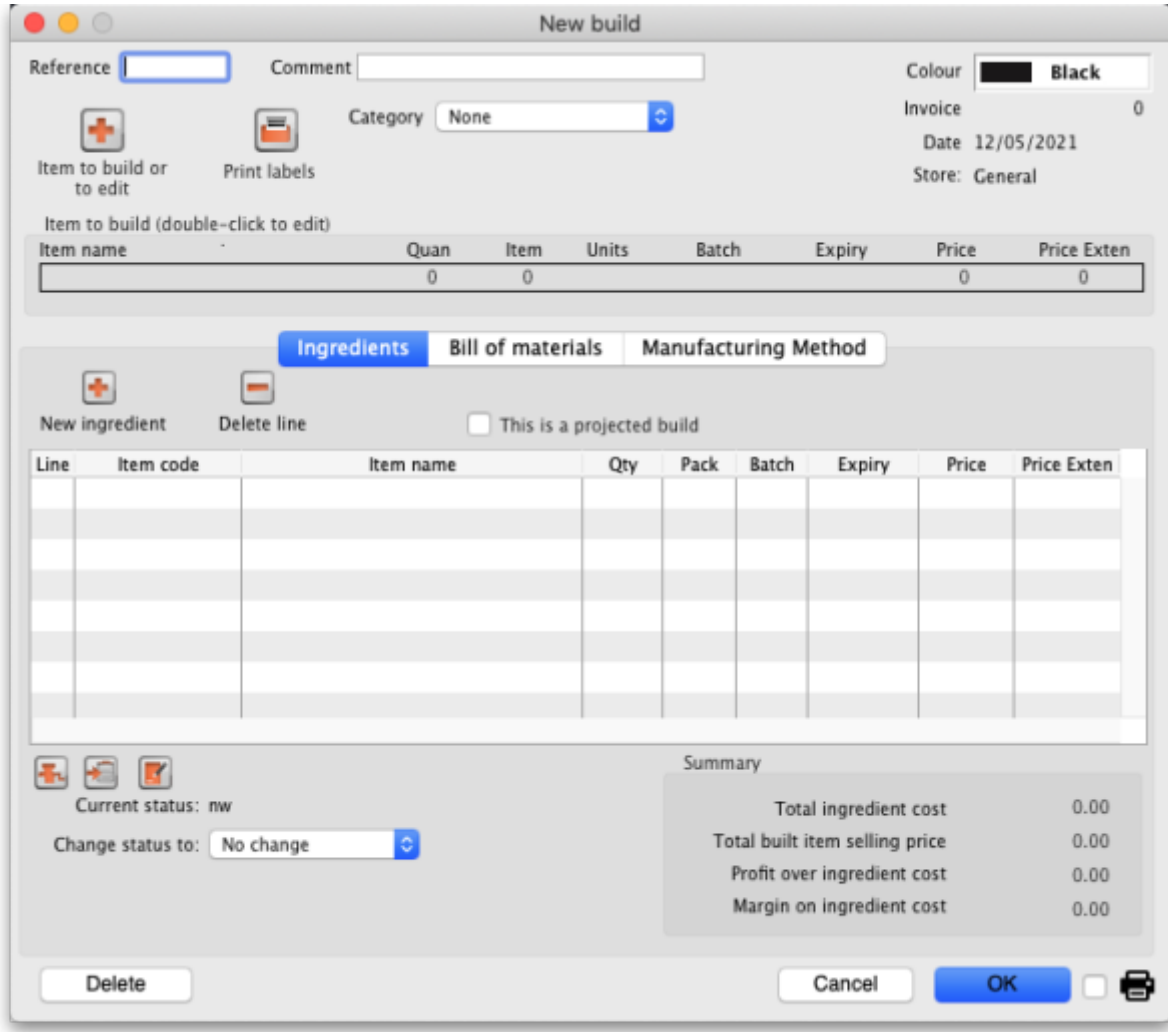 New build
Reference Comment Colour Black
Invoice 0
Category None
Date 12/05/2021
Item to build or
to edit
Print labels
Store: General
Item to build (double-click to edit)
Item name Quan Item Units Batch Expiry Price Price Exten
0 0 0 0
Ingredients Bill of materials Manufacturing Method
New ingredient Delete line This is a projected build
Line Item code Item name Qty Pack Batch Expiry Price Price Exten
Summary
Current status: nw
Total ingredient cost 0.00
Change status to: No change
Total built item selling price 0.00
Profit over ingredient cost 0.00
Margin on ingredient cost 0.00
Delete Cancel OK